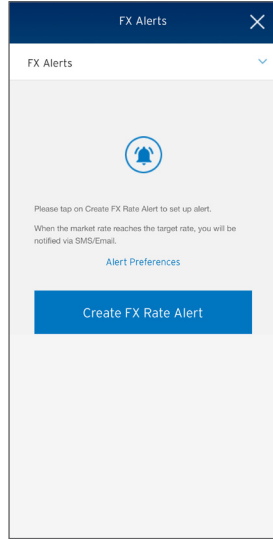 FX Alerts
FX Alerts
Please tap on Create FX Rate Alert to set up alert.
When the market rate reaches the target rate, you will be
notified via SMS/Email.
Alert Preferences
Create FX Rate Alert